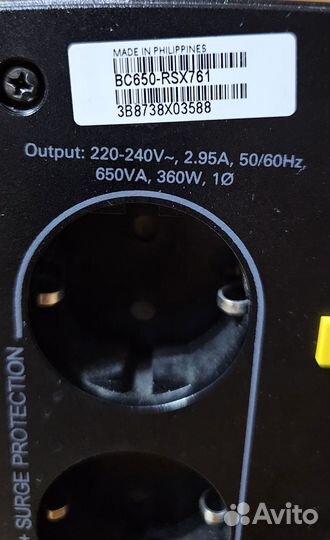 MADE IN PHILIPPINES
BC650-RSX761
3B8738X03588
Output: 220-240V~, 2.95A, 50/60Hz,
650VA, 360W, 1Ø
+ SURGE PROTECTION
Avito